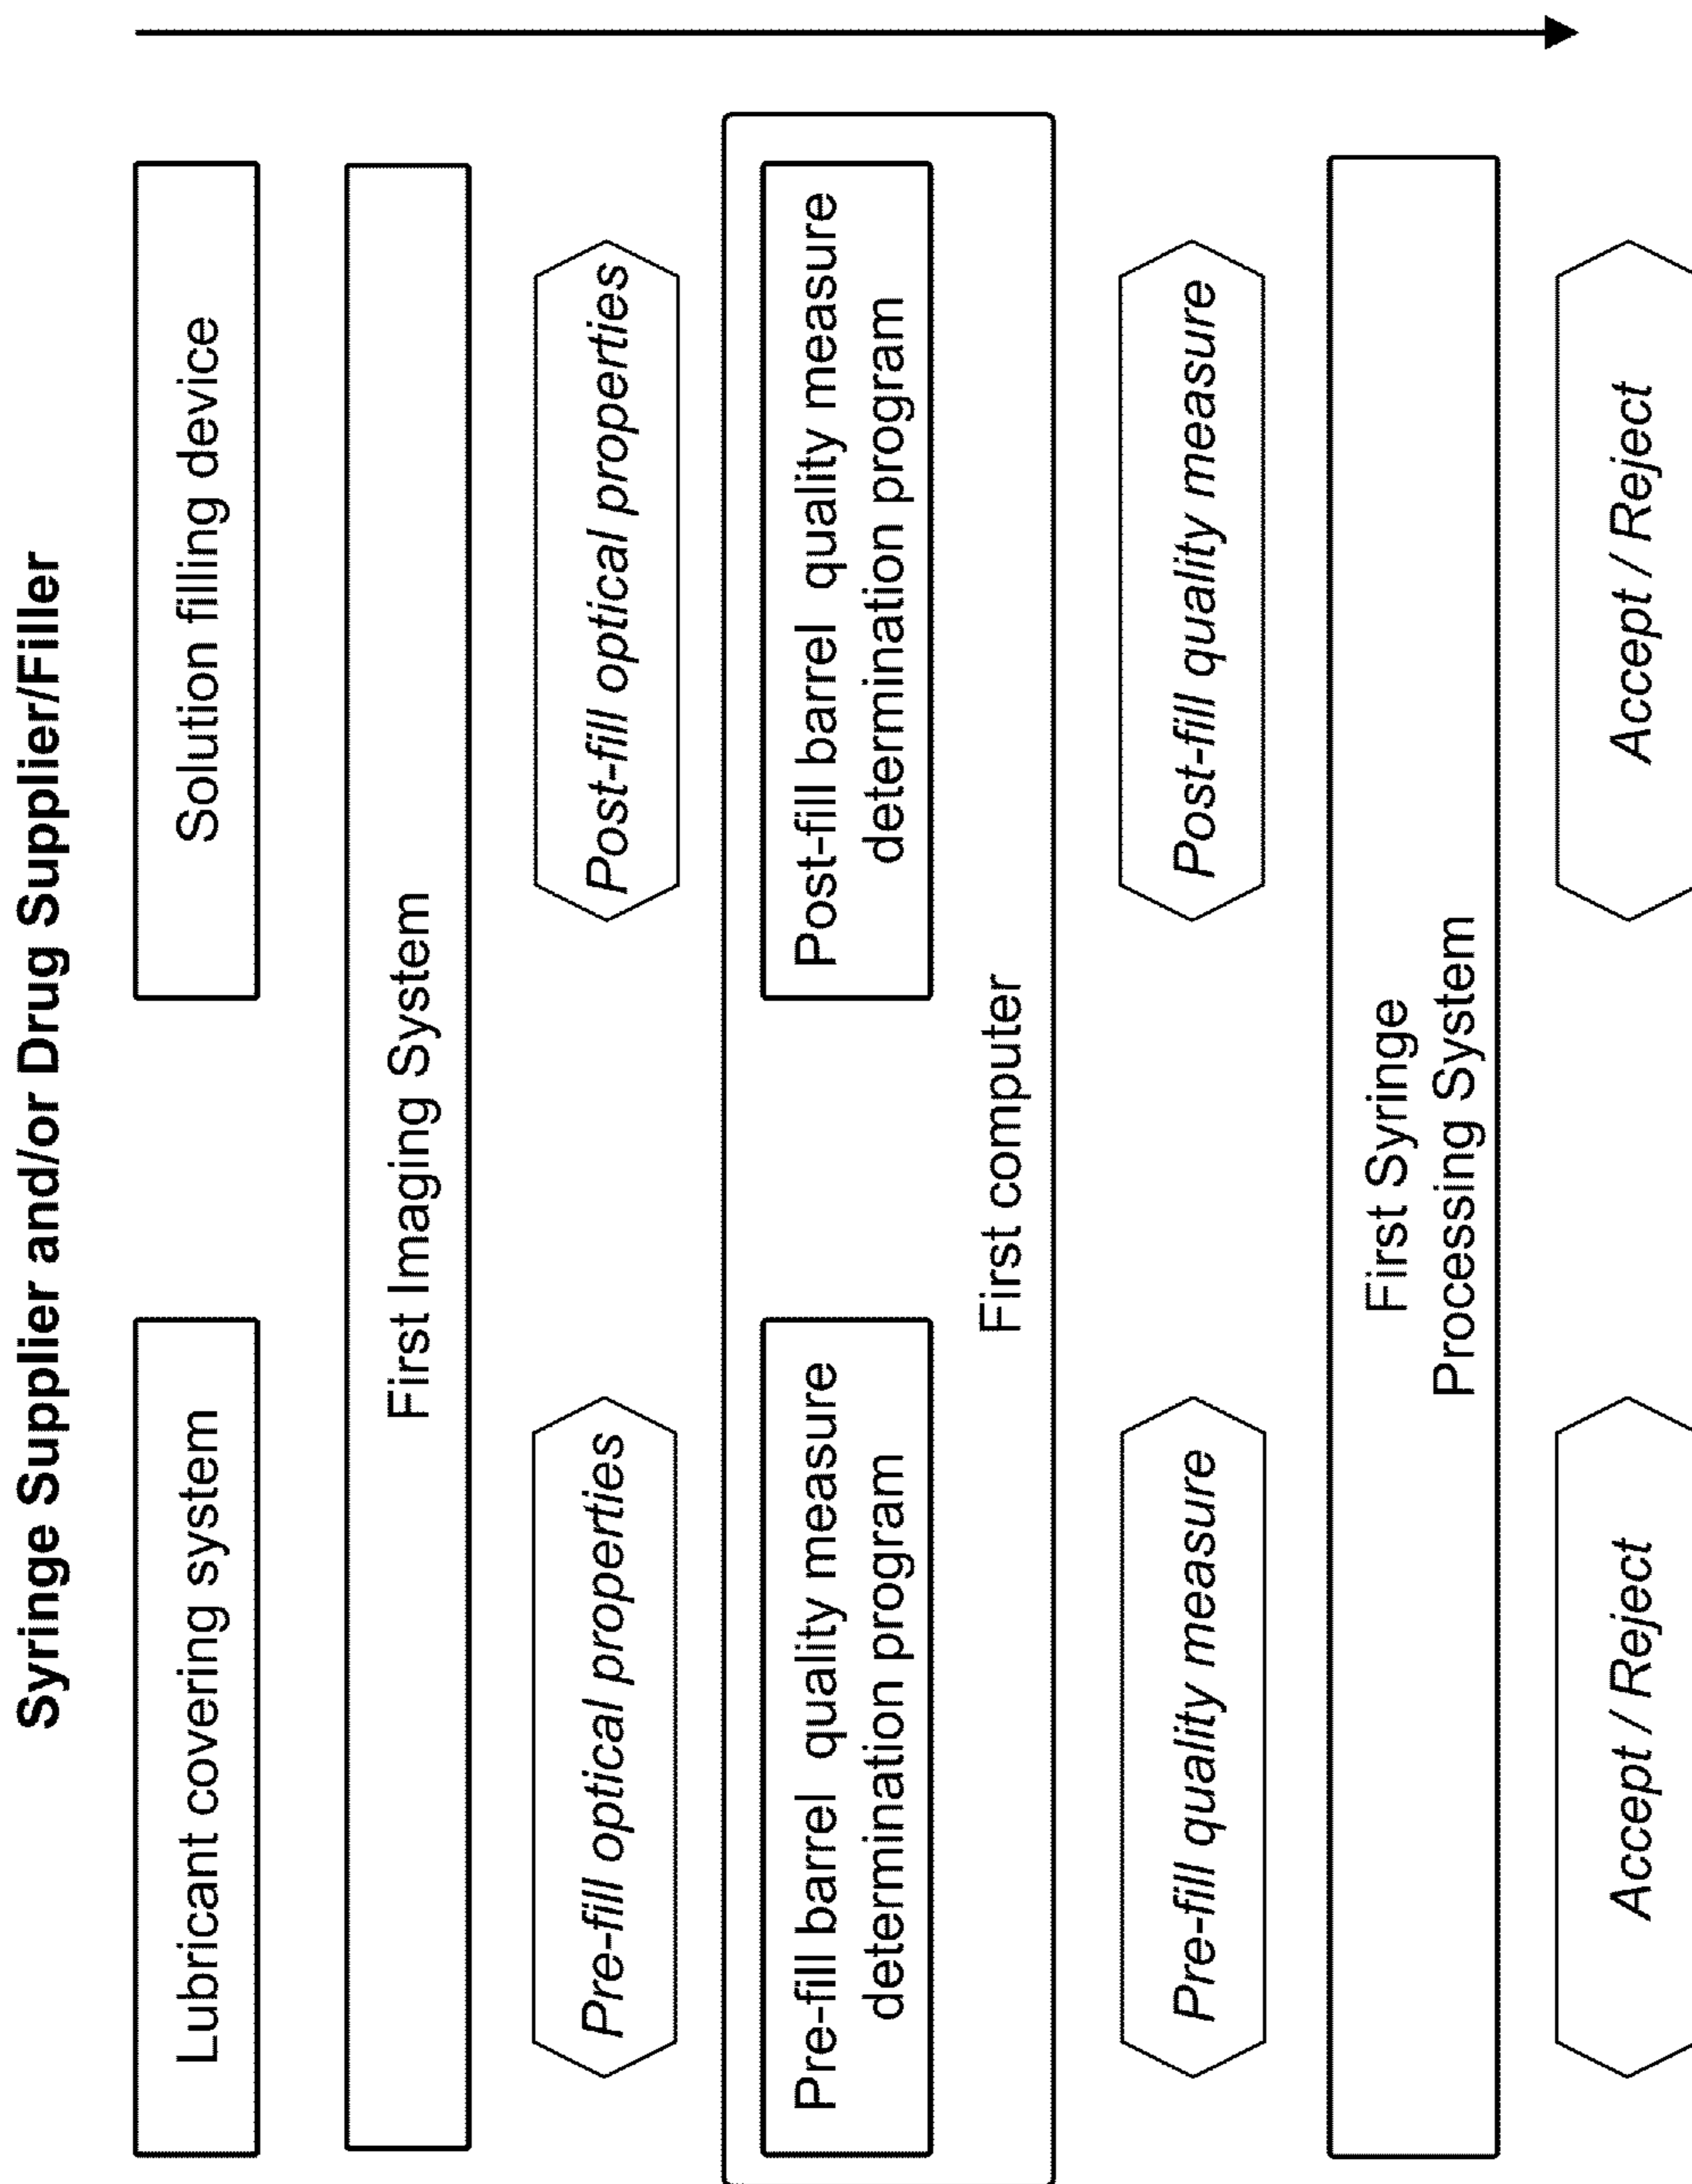 Syringe Supplier and/or Drug Supplier/Filler
Lubricant covering system
Solution filling device
First Imaging System
Pre-fill optical properties
Post-fill optical properties
Pre-fill barrel quality measure
determination program
Post-fill barrel quality measure
determination program
First computer
Pre-fill quality measure
Post-fill quality measure
First Syringe
Processing System
Accept / Reject
Accept / Reject